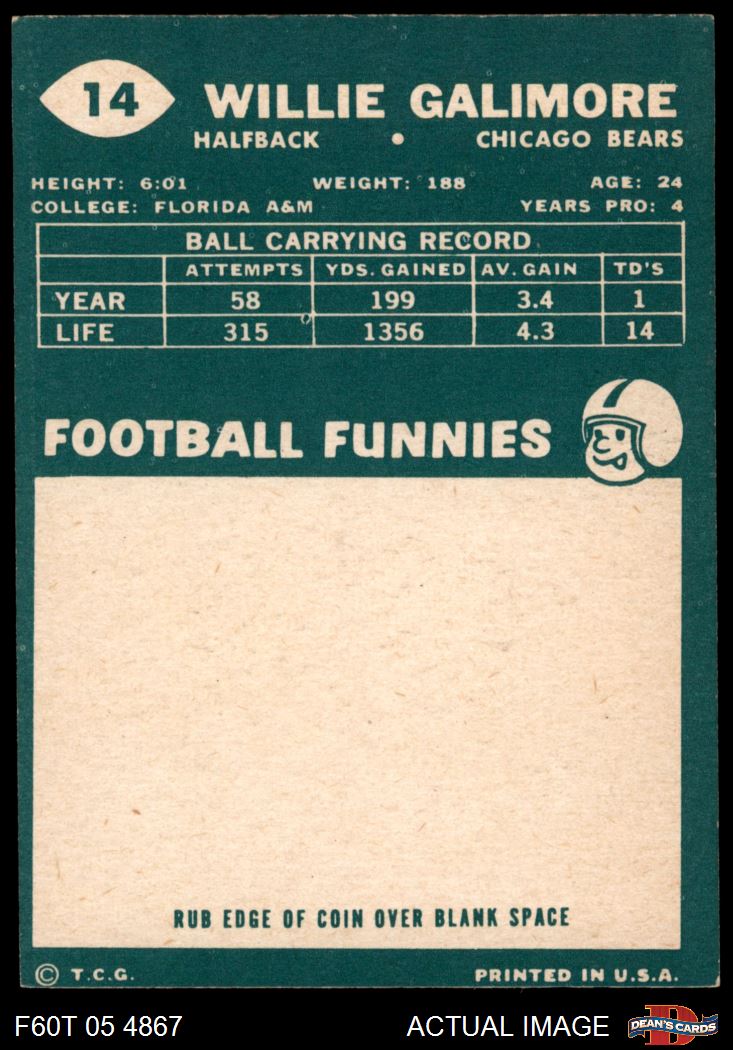 14 WILLIE GALIMORE
HALFBACK • CHICAGO BEARS
HEIGHT: 6:01 WEIGHT: 188 AGE: 24
COLLEGE: FLORIDA A&M YEARS PRO: 4
BALL CARRYING RECORD
ATTEMPTS YDS. GAINED AV. GAIN TD'S
YEAR 58 199 3.4 1
LIFE 315 1356 4.3 14
FOOTBALL FUNNIES
RUB EDGE OF COIN OVER BLANK SPACE
© T.C.G. PRINTED IN U.S.A.
F60T 05 4867 ACTUAL IMAGE DEAN'S CARDS